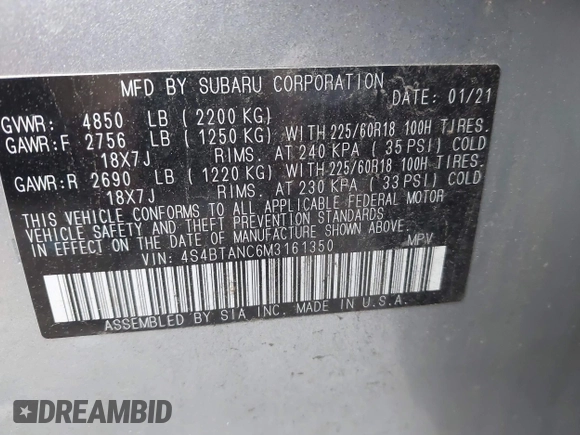 MFD BY SUBARU CORPORATION
DATE: 01/21
GVWR: 4850 LB (2200 KG)
GAWR:F 2756 LB (1250 KG) WITH 225/60R18 100H TIRES.
18X7J RIMS. AT 240 KPA (35 PSI) COLD
GAWR:R 2690 LB (1220 KG) WITH 225/60R18 100H TIRES.
18X7J RIMS. AT 230 KPA (33 PSI) COLD
THIS VEHICLE CONFORMS TO ALL APPLICABLE FEDERAL MOTOR
VEHICLE SAFETY AND THEFT PREVENTION STANDARDS
IN EFFECT ON THE DATE OF MANUFACTURE SHOWN ABOVE.
VIN: 4S4BTANC6M3161350 MPV
ASSEMBLED BY SIA INC. MADE IN U.S.A.
DREAMBID